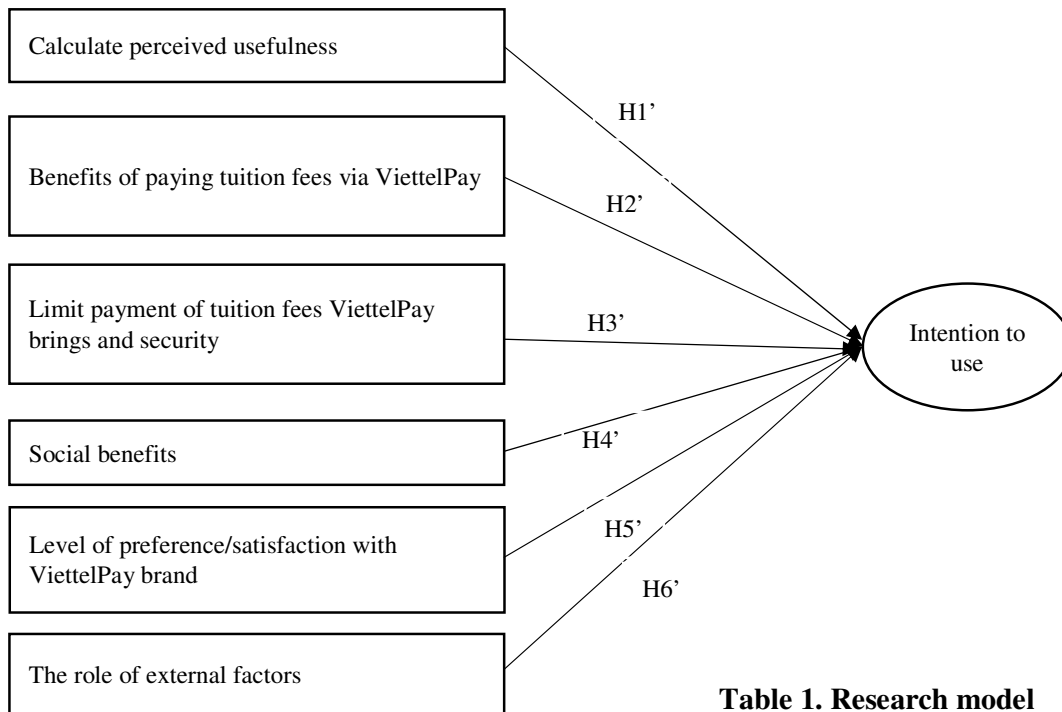 Calculate perceived usefulness
H1’
Benefits of paying tuition fees via ViettelPay
H2’
Limit payment of tuition fees ViettelPay
brings and security
H3’
Intention to
use
Social benefits
H4’
Level of preference/satisfaction with
ViettelPay brand
H5’
H6’
The role of external factors
Table 1. Research model